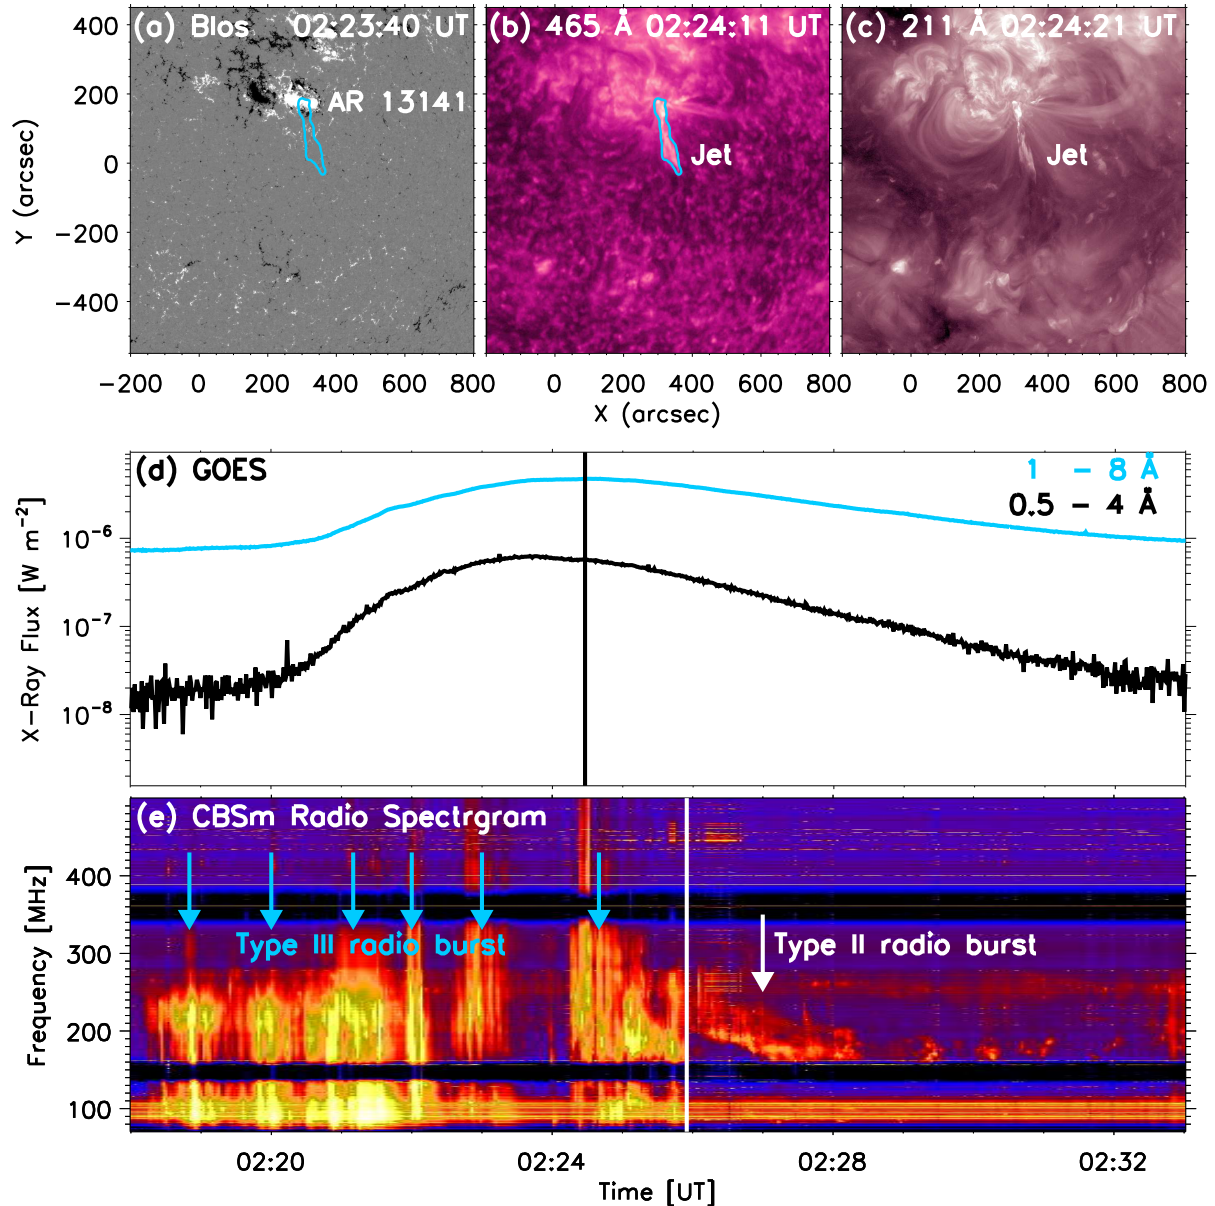 (a) Blos 02:23:40 UT
(b) 465 Å 02:24:11 UT
(c) 211 Å 02:24:21 UT
400
200
0
−200
−400
Y (arcsec)
AR 13141
Jet
Jet
−200 0 200 400 600 800
0 200 400 600 800
0 200 400 600 800
X (arcsec)
(d) GOES
1 − 8 Å
0.5 − 4 Å
10⁻⁶
10⁻⁷
10⁻⁸
X−Ray Flux [W m⁻²]
(e) CBSm Radio Spectrgram
400
300
200
100
Frequency [MHz]
Type III radio burst
Type II radio burst
02:20 02:24 02:28 02:32
Time [UT]